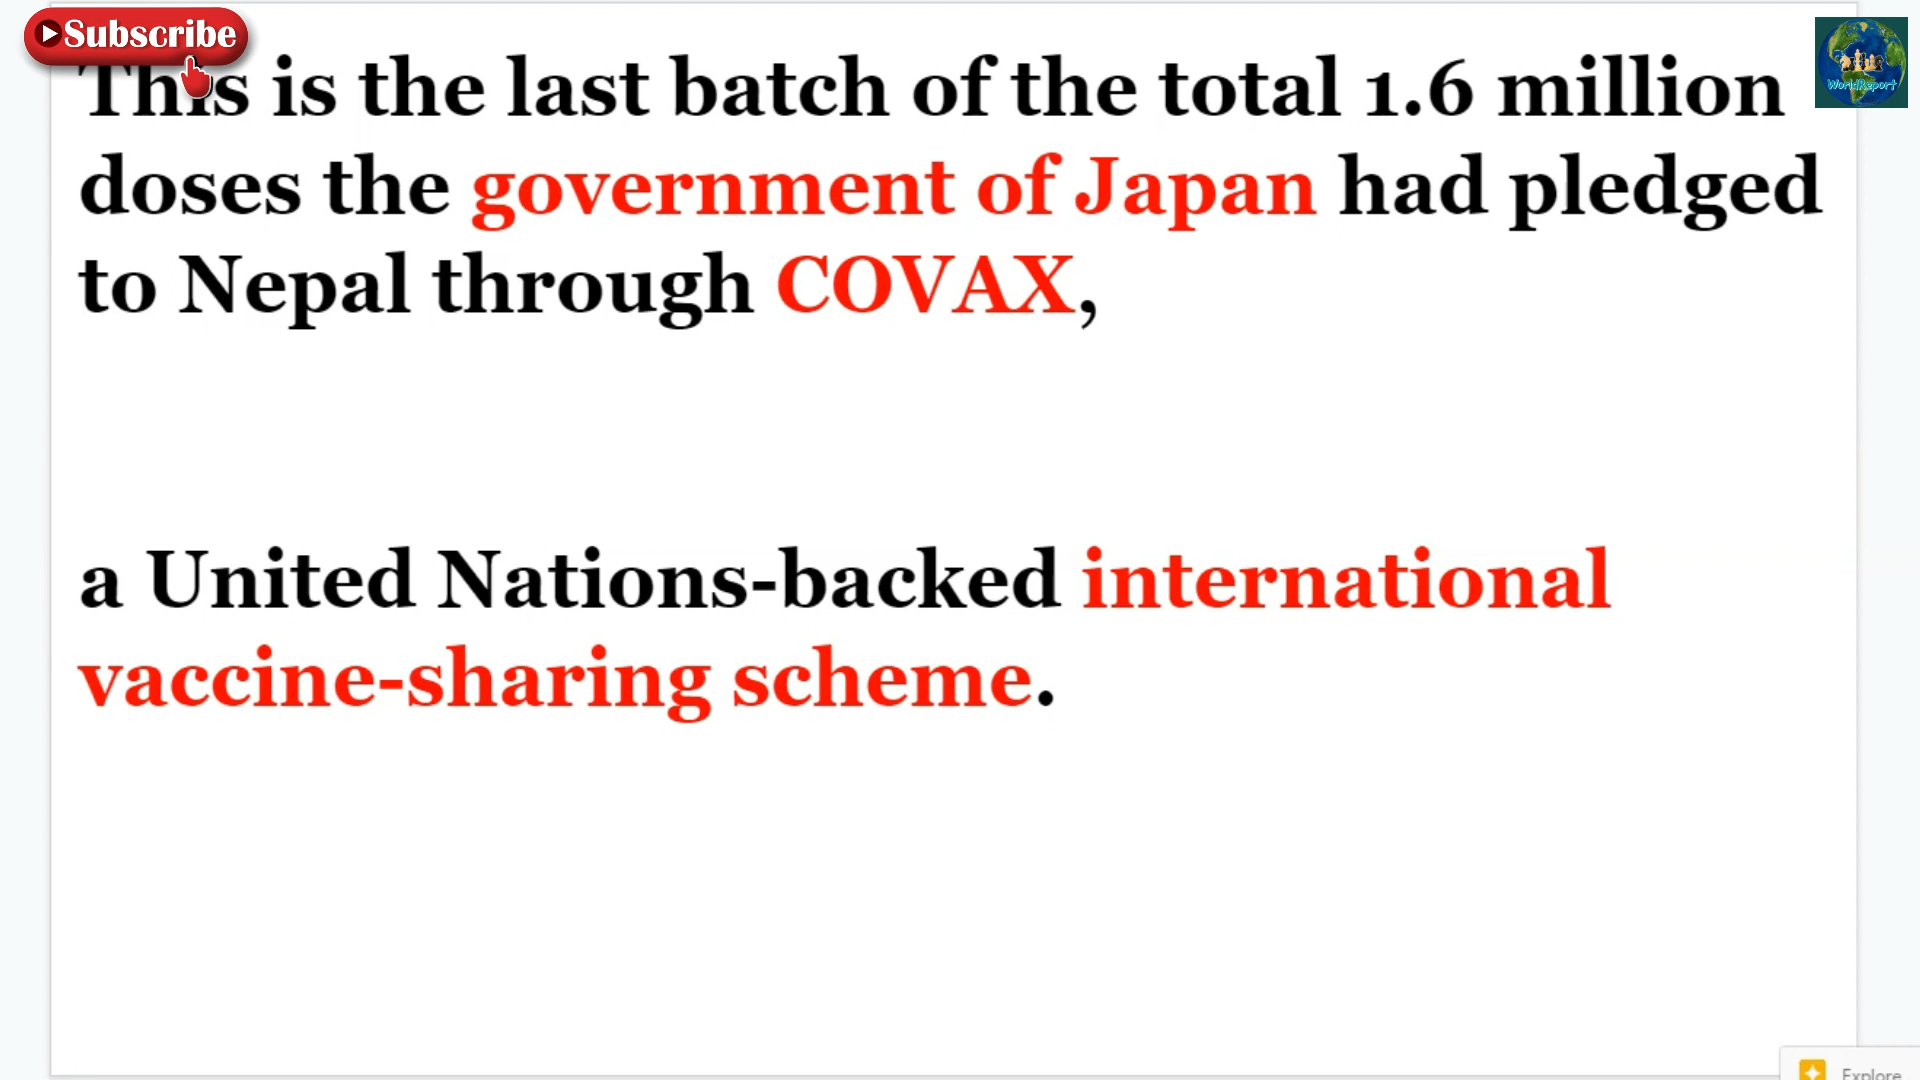 Subscribe
This is the last batch of the total 1.6 million
doses the government of Japan had pledged
to Nepal through COVAX,
a United Nations-backed international
vaccine-sharing scheme.
WorldReport
Explore